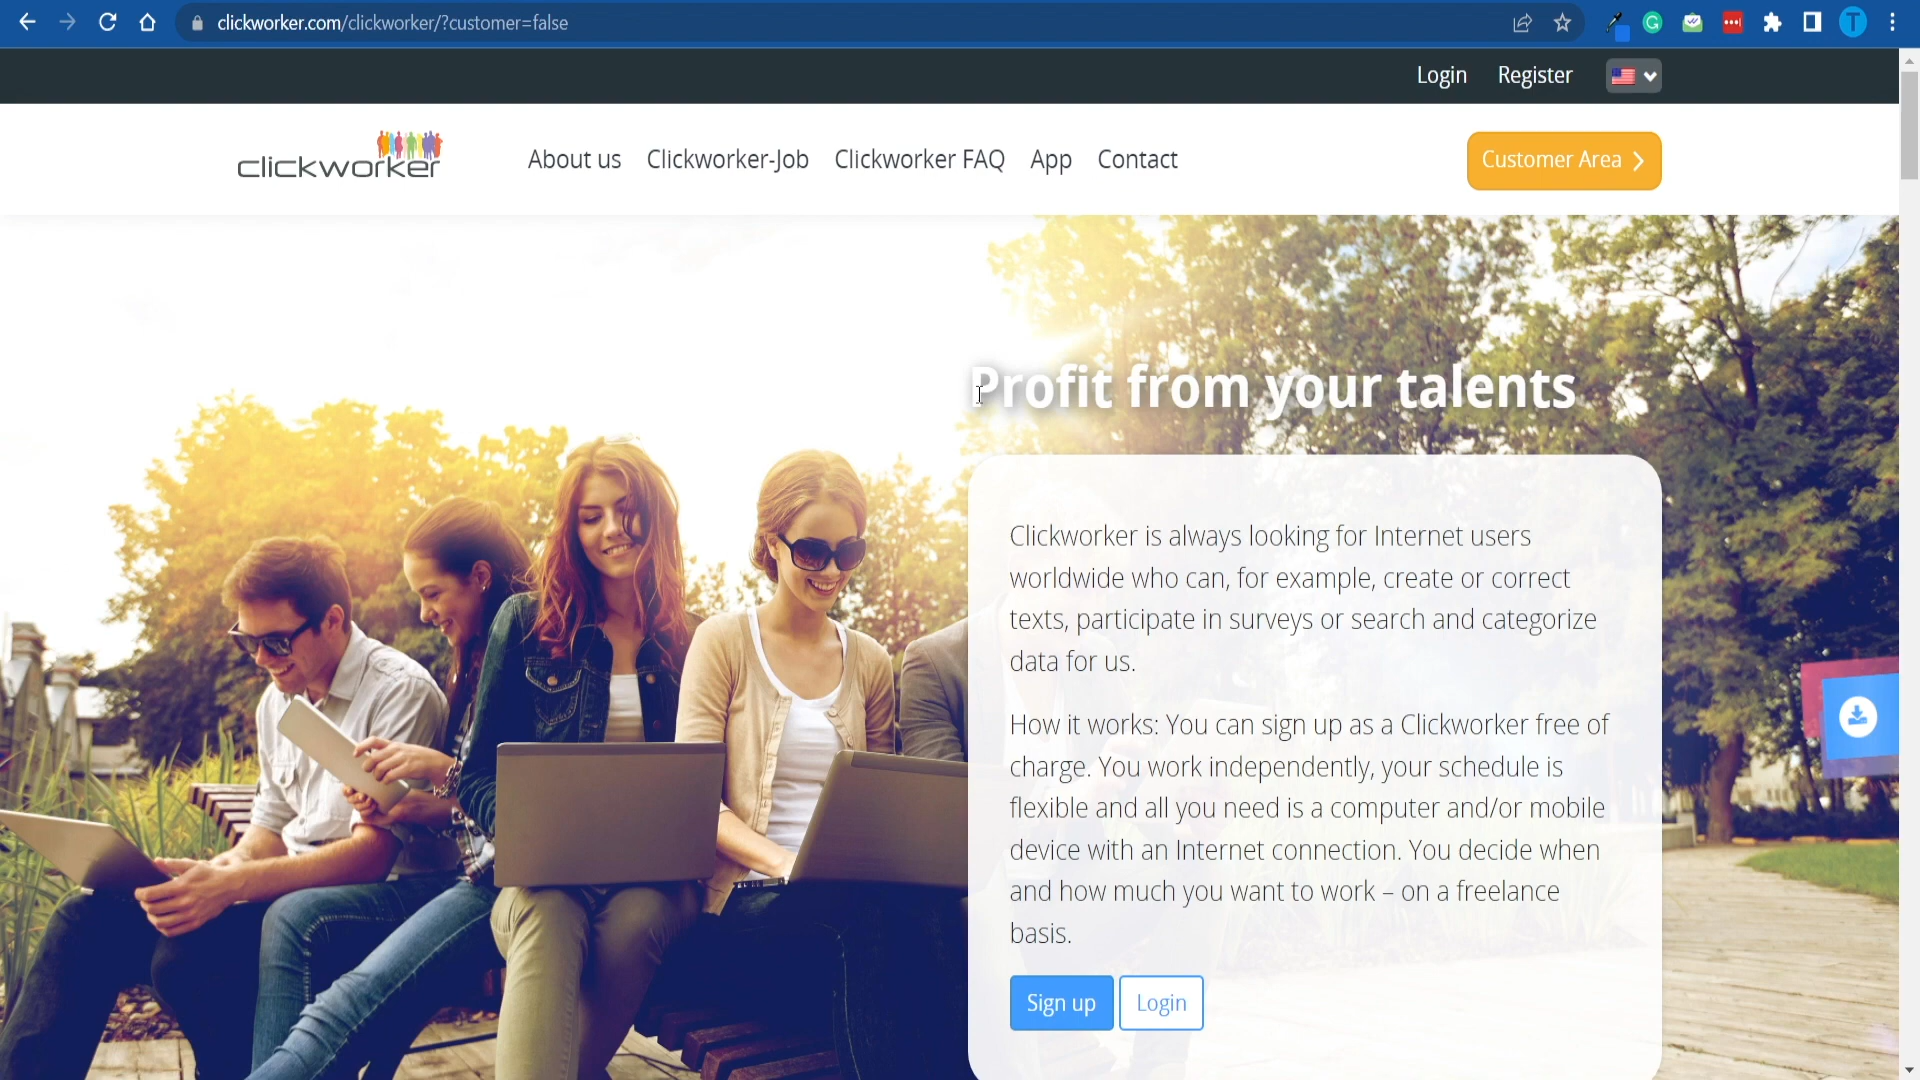 clickworker.com/clickworker/?customer=false
T
Login Register
clickworker
About us Clickworker-Job Clickworker FAQ App Contact
Customer Area
Profit from your talents
Clickworker is always looking for Internet users
worldwide who can, for example, create or correct
texts, participate in surveys or search and categorize
data for us.
How it works: You can sign up as a Clickworker free of
charge. You work independently, your schedule is
flexible and all you need is a computer and/or mobile
device with an Internet connection. You decide when
and how much you want to work – on a freelance
basis.
Sign up Login